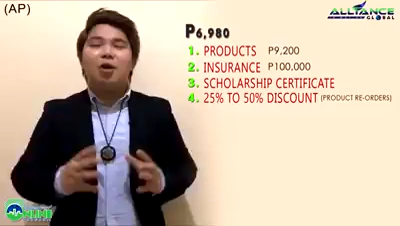 (AP)
ALLIANCE
GLOBAL
₱6,980
1. PRODUCTS P9,200
2. INSURANCE P100,000
3. SCHOLARSHIP CERTIFICATE
4. 25% TO 50% DISCOUNT (PRODUCT RE-ORDERS)